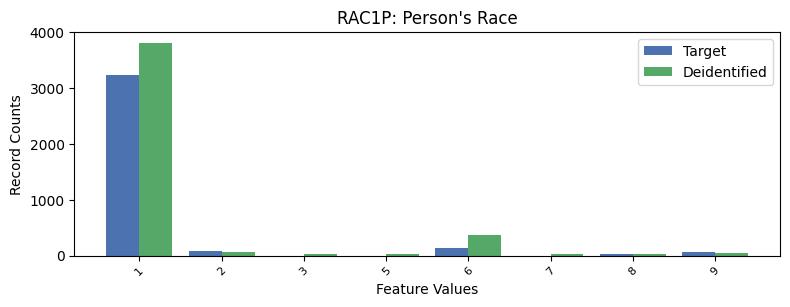 RAC1P: Person's Race
4000
3000
2000
1000
0
Record Counts
Target
Deidentified
1 2 3 5 6 7 8 9
Feature Values